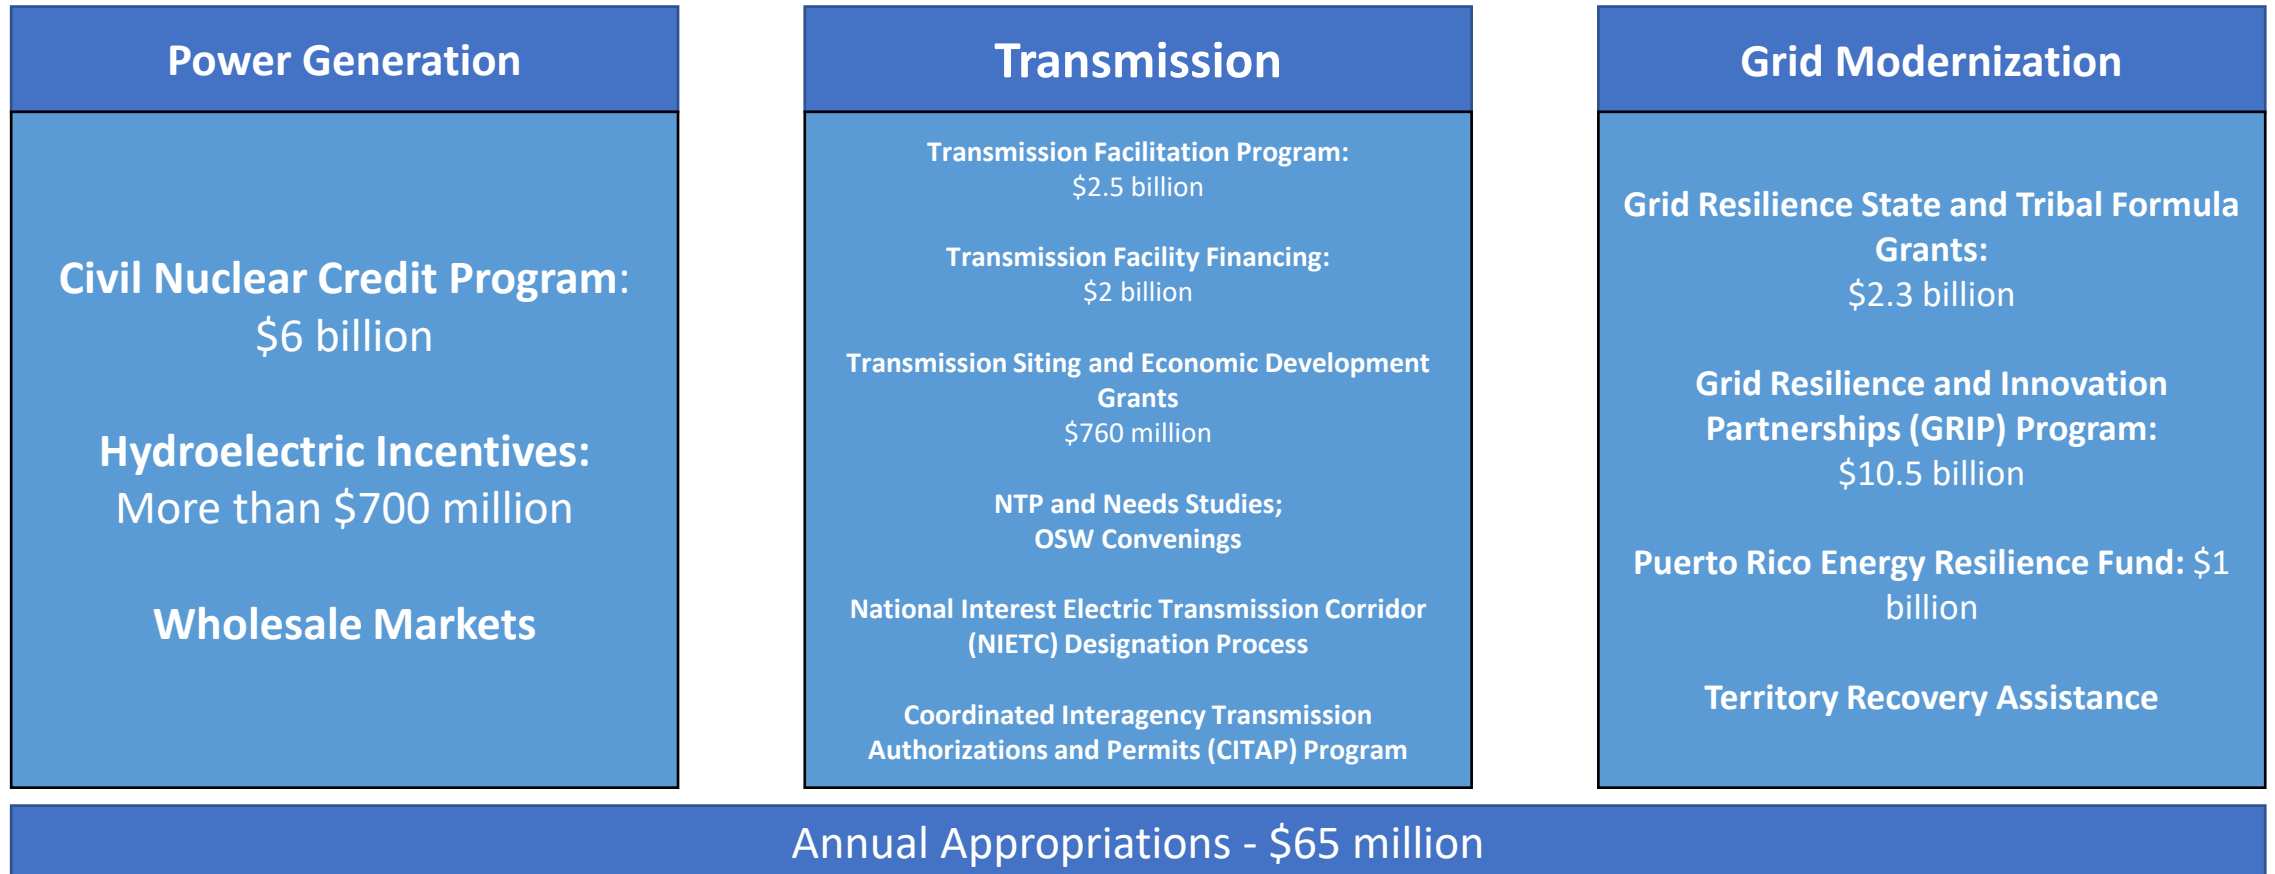 Power Generation
Civil Nuclear Credit Program:
$6 billion
Hydroelectric Incentives:
More than $700 million
Wholesale Markets
Transmission
Transmission Facilitation Program:
$2.5 billion
Transmission Facility Financing:
$2 billion
Transmission Siting and Economic Development
Grants
$760 million
NTP and Needs Studies;
OSW Convenings
National Interest Electric Transmission Corridor
(NIETC) Designation Process
Coordinated Interagency Transmission
Authorizations and Permits (CITAP) Program
Grid Modernization
Grid Resilience State and Tribal Formula
Grants:
$2.3 billion
Grid Resilience and Innovation
Partnerships (GRIP) Program:
$10.5 billion
Puerto Rico Energy Resilience Fund: $1
billion
Territory Recovery Assistance
Annual Appropriations - $65 million